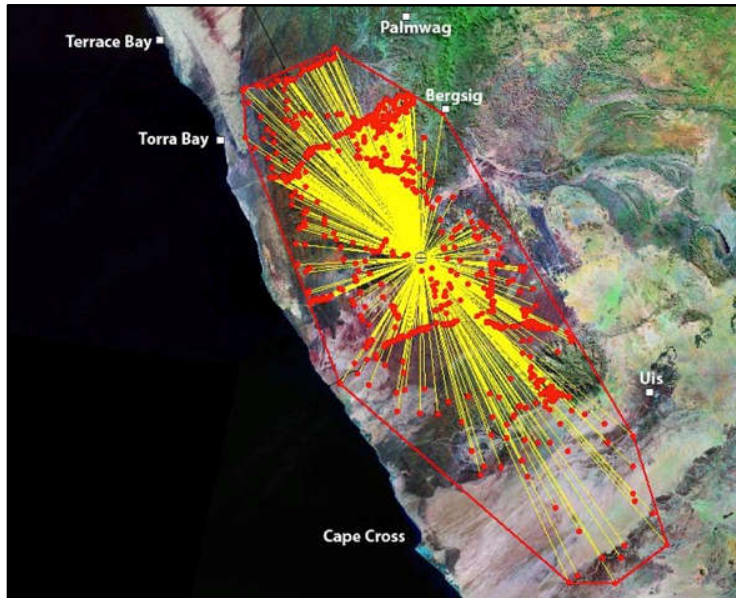 Palmwag
Terrace Bay
Bergsig
Torra Bay
Uis
Cape Cross